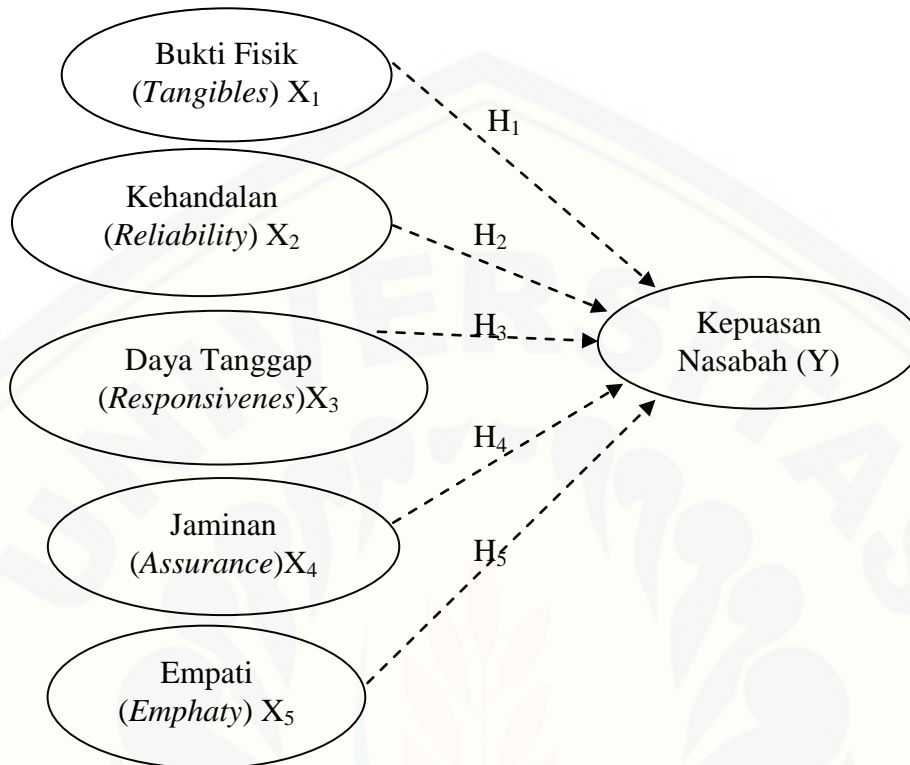 Bukti Fisik
(Tangibles) X₁
H₁
Kehandalan
(Reliability) X₂
H₂
Daya Tanggap
(Responsivenes)X₃
H₃
Kepuasan
Nasabah (Y)
Jaminan
(Assurance)X₄
H₄
Empati
(Emphaty) X₅
H₅
UNIVERSITAS